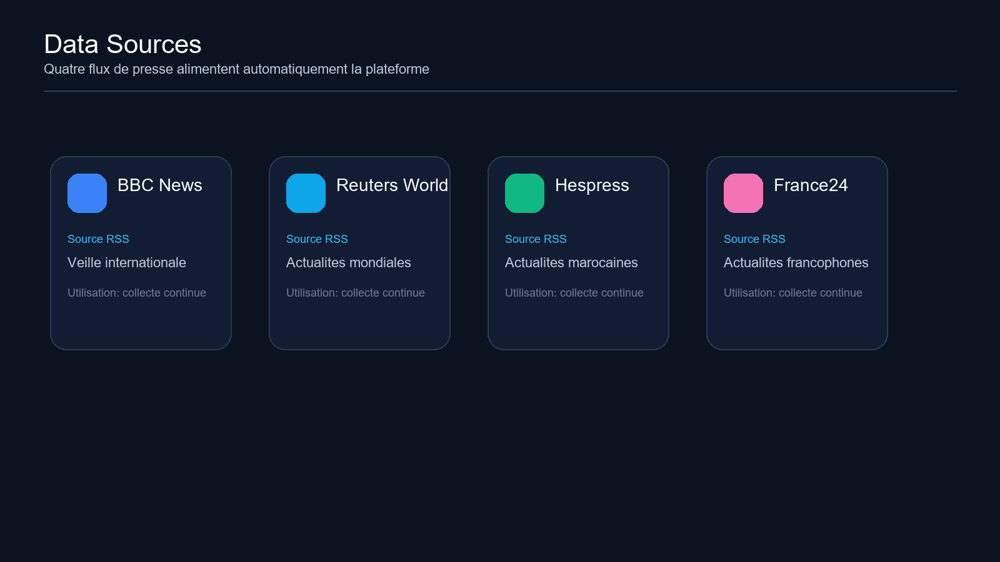 Data Sources
Quatre flux de presse alimentent automatiquement la plateforme
BBC News
Source RSS
Veille internationale
Utilisation: collecte continue
Reuters World
Source RSS
Actualites mondiales
Utilisation: collecte continue
Hespress
Source RSS
Actualites marocaines
Utilisation: collecte continue
France24
Source RSS
Actualites francophones
Utilisation: collecte continue